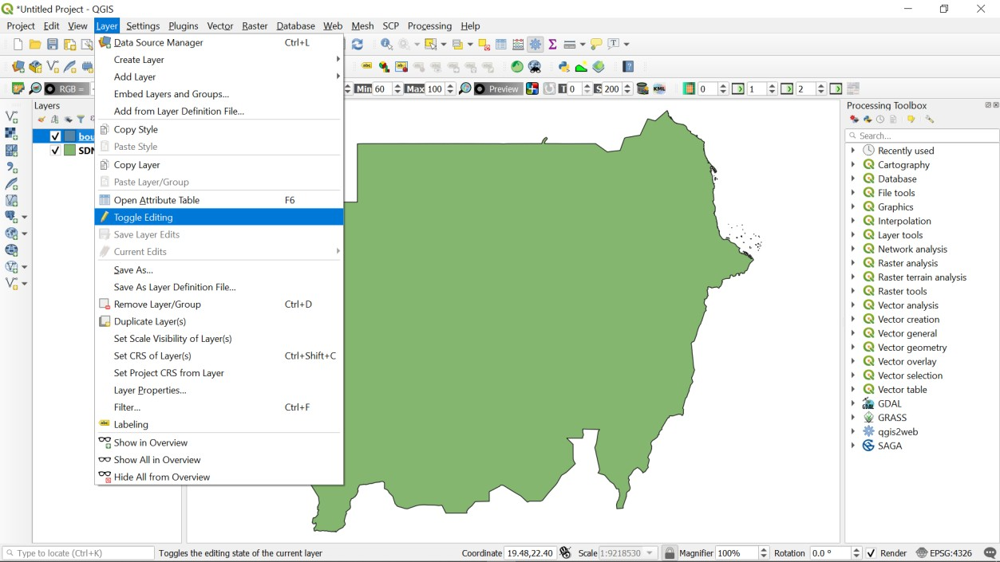 *Untitled Project - QGIS
Project Edit View Layer Settings Plugins Vector Raster Database Web Mesh SCP Processing Help
RGB = Min 60 Max 100 Preview T 0 S 200 KML 0 1 2
Layers
bou
SDN
Data Source Manager Ctrl+L
Create Layer
Add Layer
Embed Layers and Groups...
Add from Layer Definition File...
Copy Style
Paste Style
Copy Layer
Paste Layer/Group
Open Attribute Table F6
Toggle Editing
Save Layer Edits
Current Edits
Save As...
Save As Layer Definition File...
Remove Layer/Group Ctrl+D
Duplicate Layer(s)
Set Scale Visibility of Layer(s)
Set CRS of Layer(s) Ctrl+Shift+C
Set Project CRS from Layer
Layer Properties...
Filter... Ctrl+F
abc Labeling
Show in Overview
Show All in Overview
Hide All from Overview
Processing Toolbox
Search...
Recently used
Cartography
Database
File tools
Graphics
Interpolation
Layer tools
Network analysis
Raster analysis
Raster terrain analysis
Raster tools
Vector analysis
Vector creation
Vector general
Vector geometry
Vector overlay
Vector selection
Vector table
GDAL
GRASS
qgis2web
SAGA
Type to locate (Ctrl+K) Toggles the editing state of the current layer Coordinate 19.48,22.40 Scale 1:9218530 Magnifier 100% Rotation 0.0 ° Render EPSG:4326